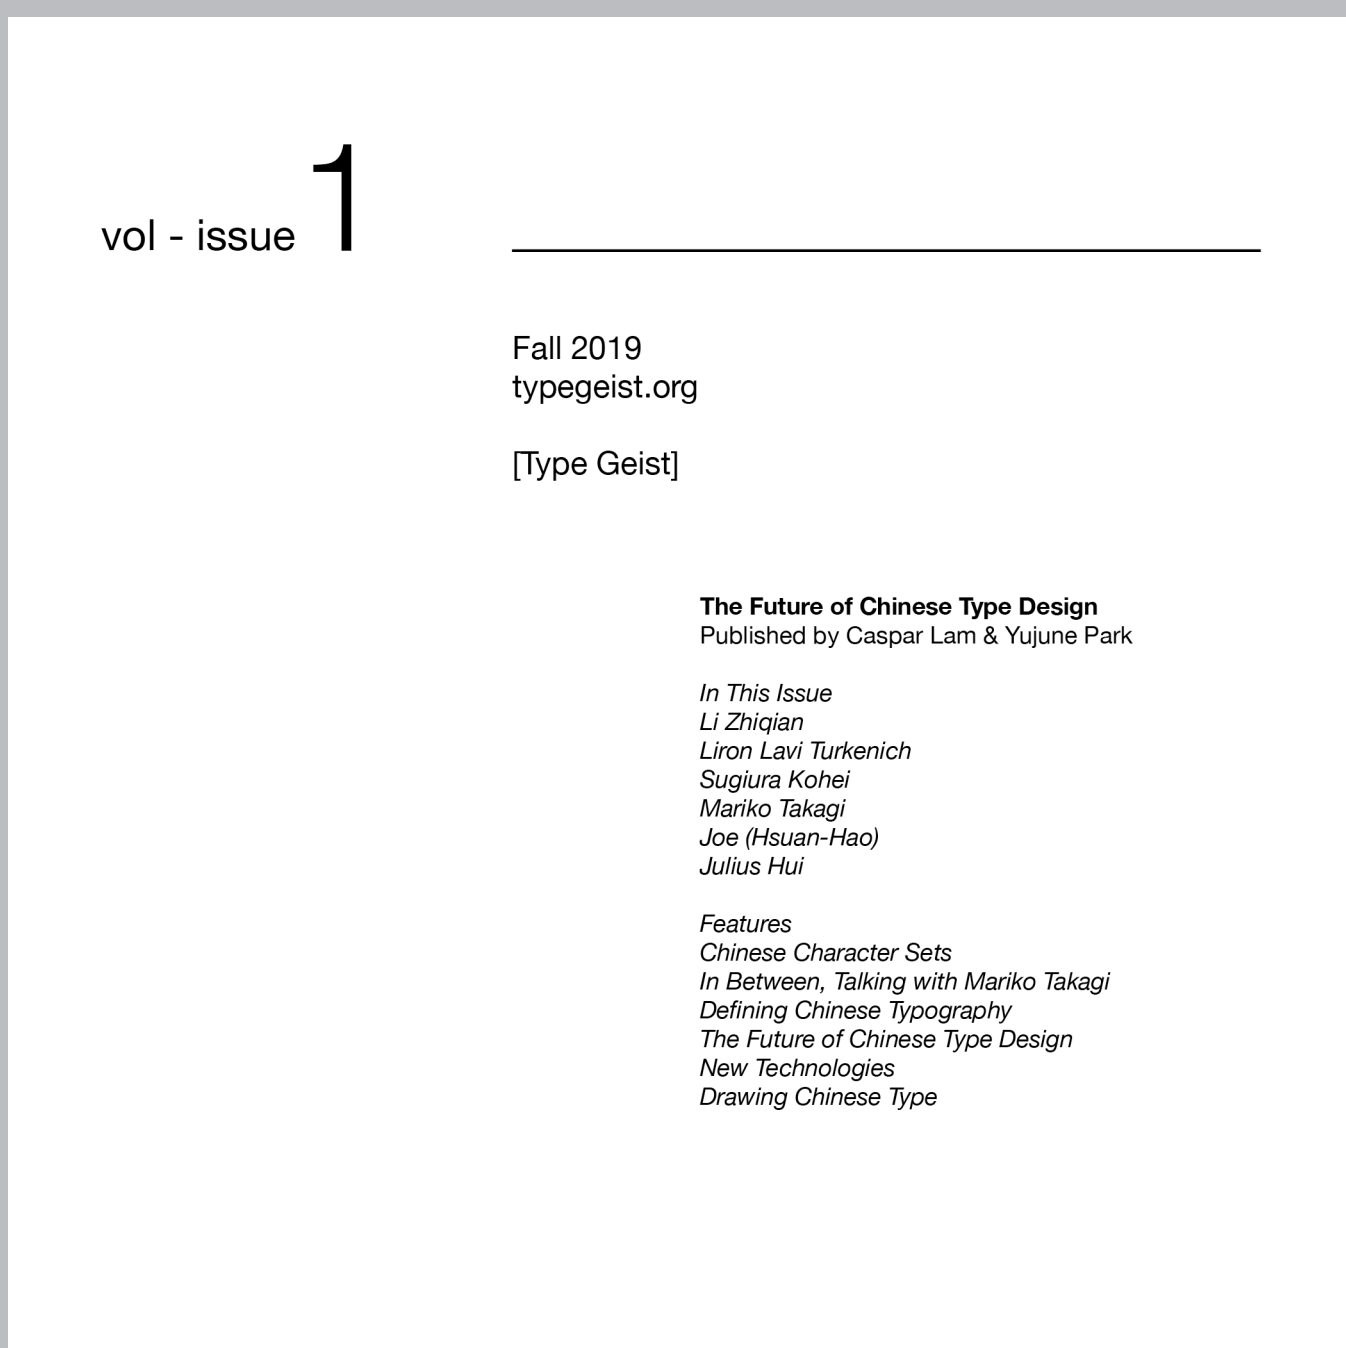 vol - issue 1
Fall 2019
typegeist.org
[Type Geist]
The Future of Chinese Type Design
Published by Caspar Lam & Yujune Park
In This Issue
Li Zhiqian
Liron Lavi Turkenich
Sugiura Kohei
Mariko Takagi
Joe (Hsuan-Hao)
Julius Hui
Features
Chinese Character Sets
In Between, Talking with Mariko Takagi
Defining Chinese Typography
The Future of Chinese Type Design
New Technologies
Drawing Chinese Type